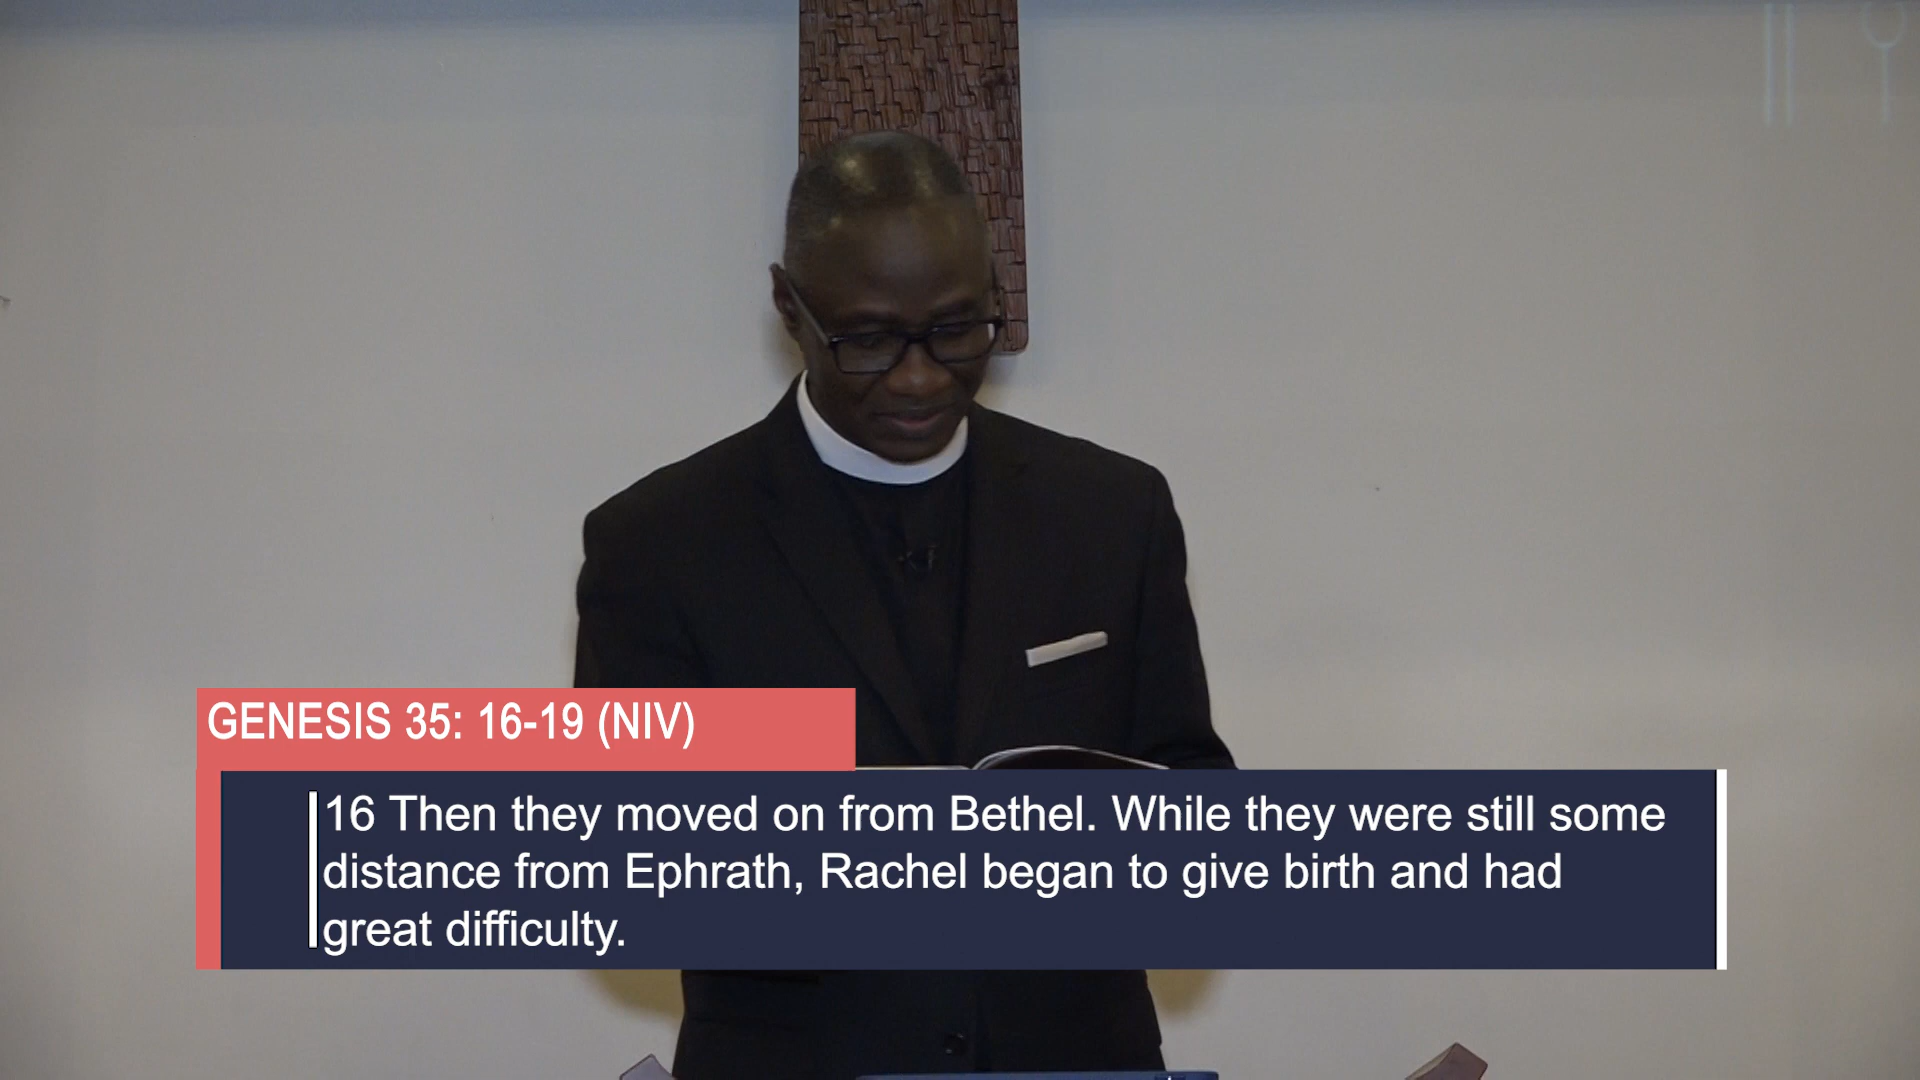 GENESIS 35: 16-19 (NIV)
16 Then they moved on from Bethel. While they were still some
distance from Ephrath, Rachel began to give birth and had
great difficulty.